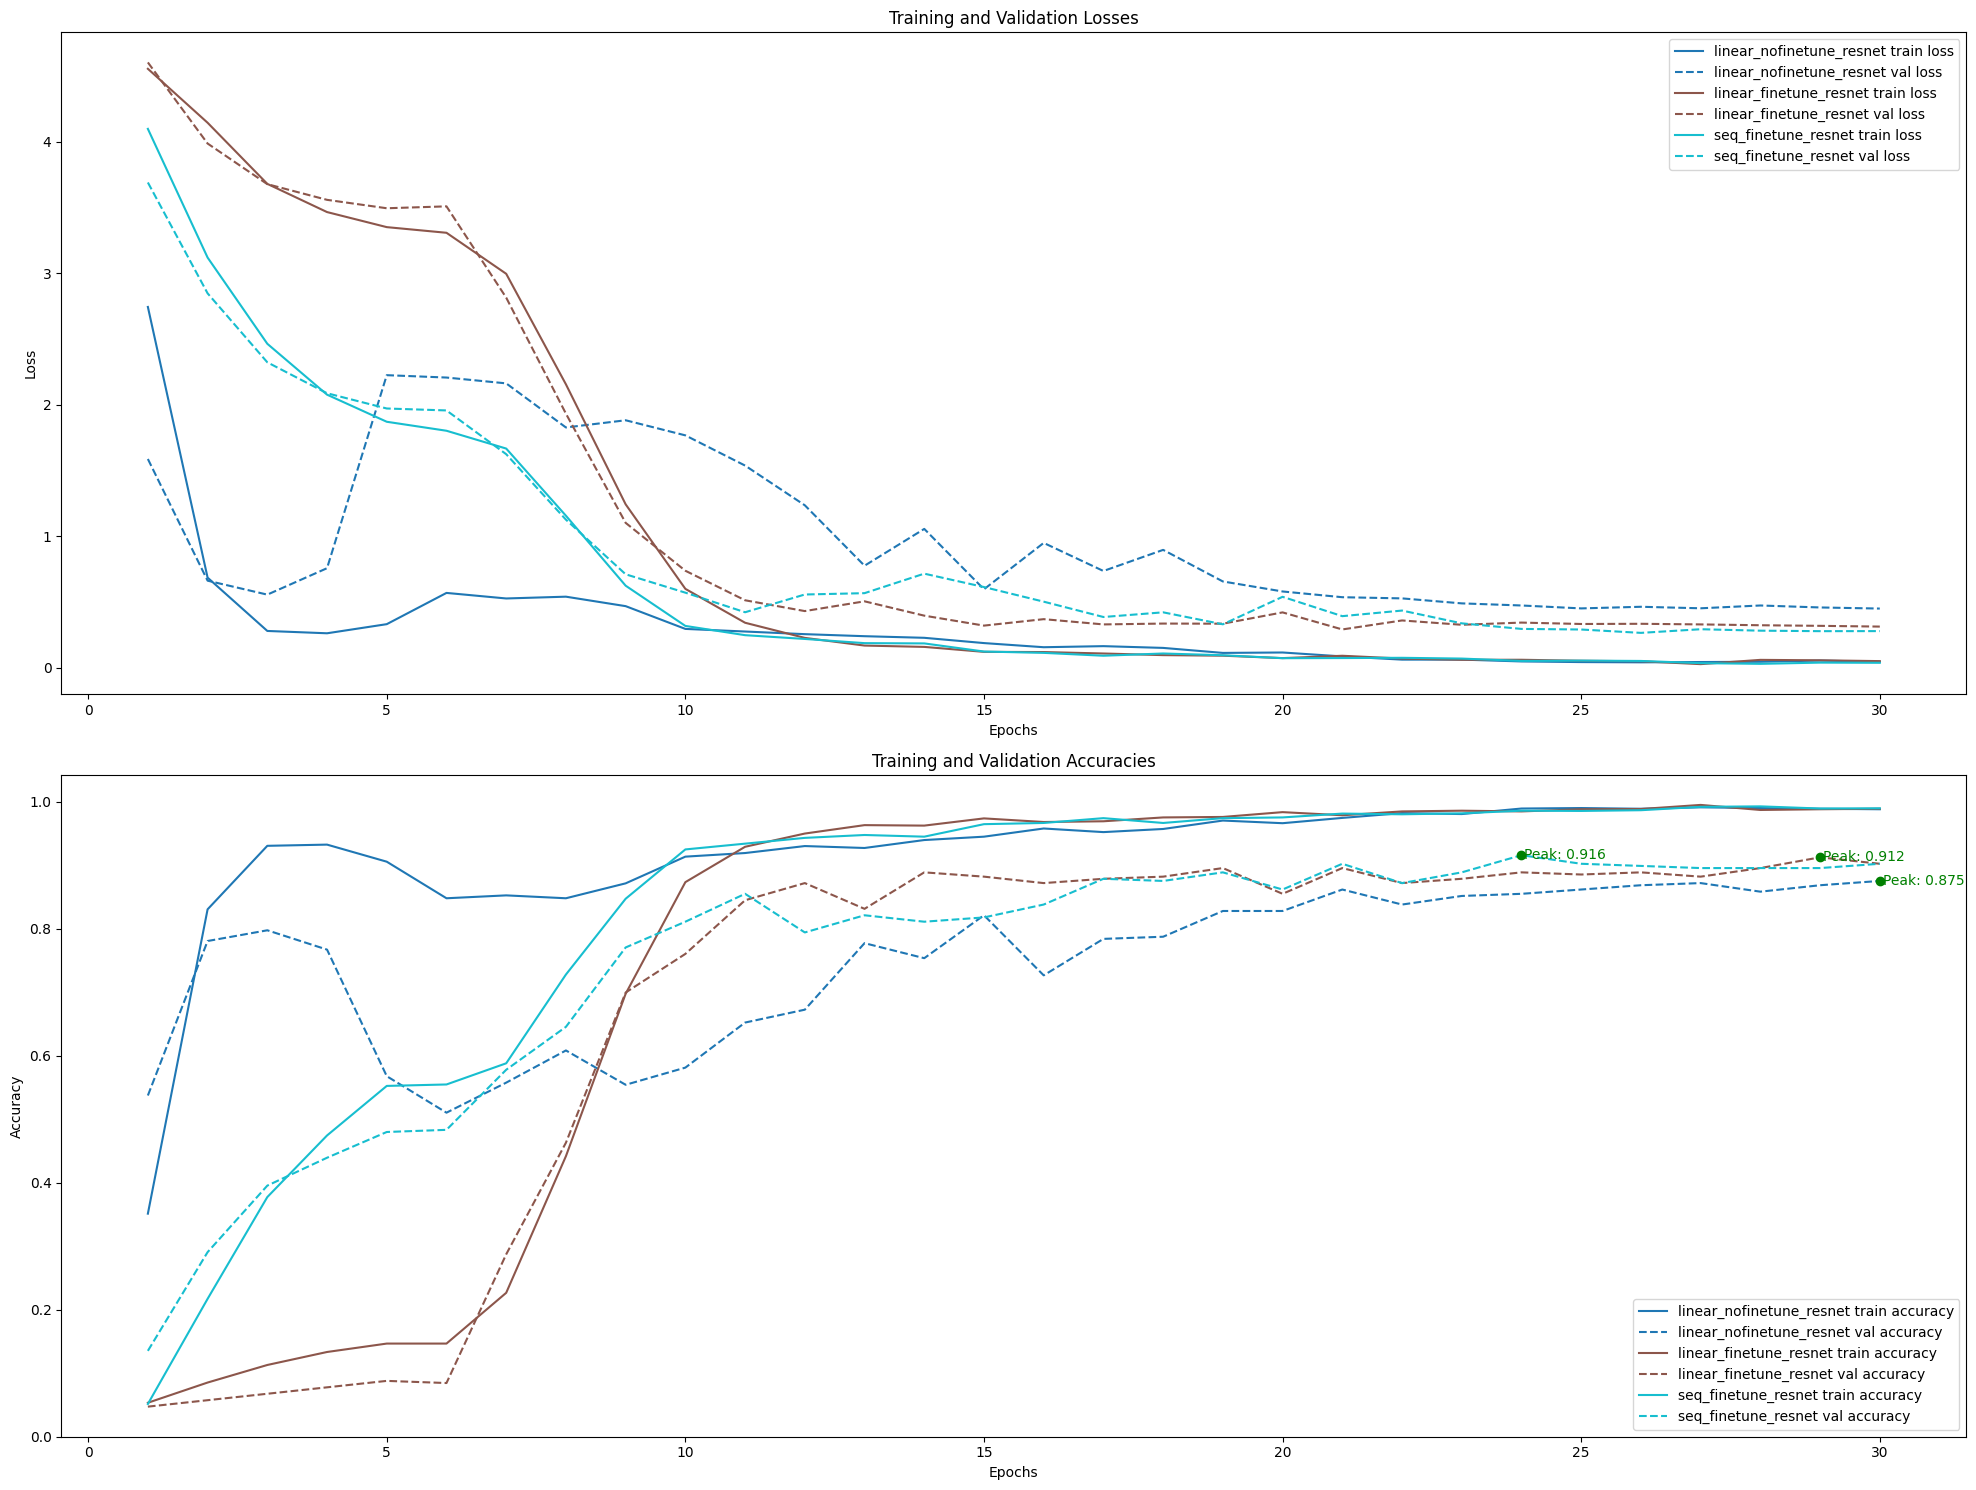 Training and Validation Losses
linear_nofinetune_resnet train loss
linear_nofinetune_resnet val loss
linear_finetune_resnet train loss
linear_finetune_resnet val loss
seq_finetune_resnet train loss
seq_finetune_resnet val loss
4
3
2
1
0
Loss
0 5 10 15 20 25 30
Epochs
Training and Validation Accuracies
1.0
0.8
0.6
0.4
0.2
0.0
Accuracy
Peak: 0.916
Peak: 0.912
Peak: 0.875
linear_nofinetune_resnet train accuracy
linear_nofinetune_resnet val accuracy
linear_finetune_resnet train accuracy
linear_finetune_resnet val accuracy
seq_finetune_resnet train accuracy
seq_finetune_resnet val accuracy
0 5 10 15 20 25 30
Epochs